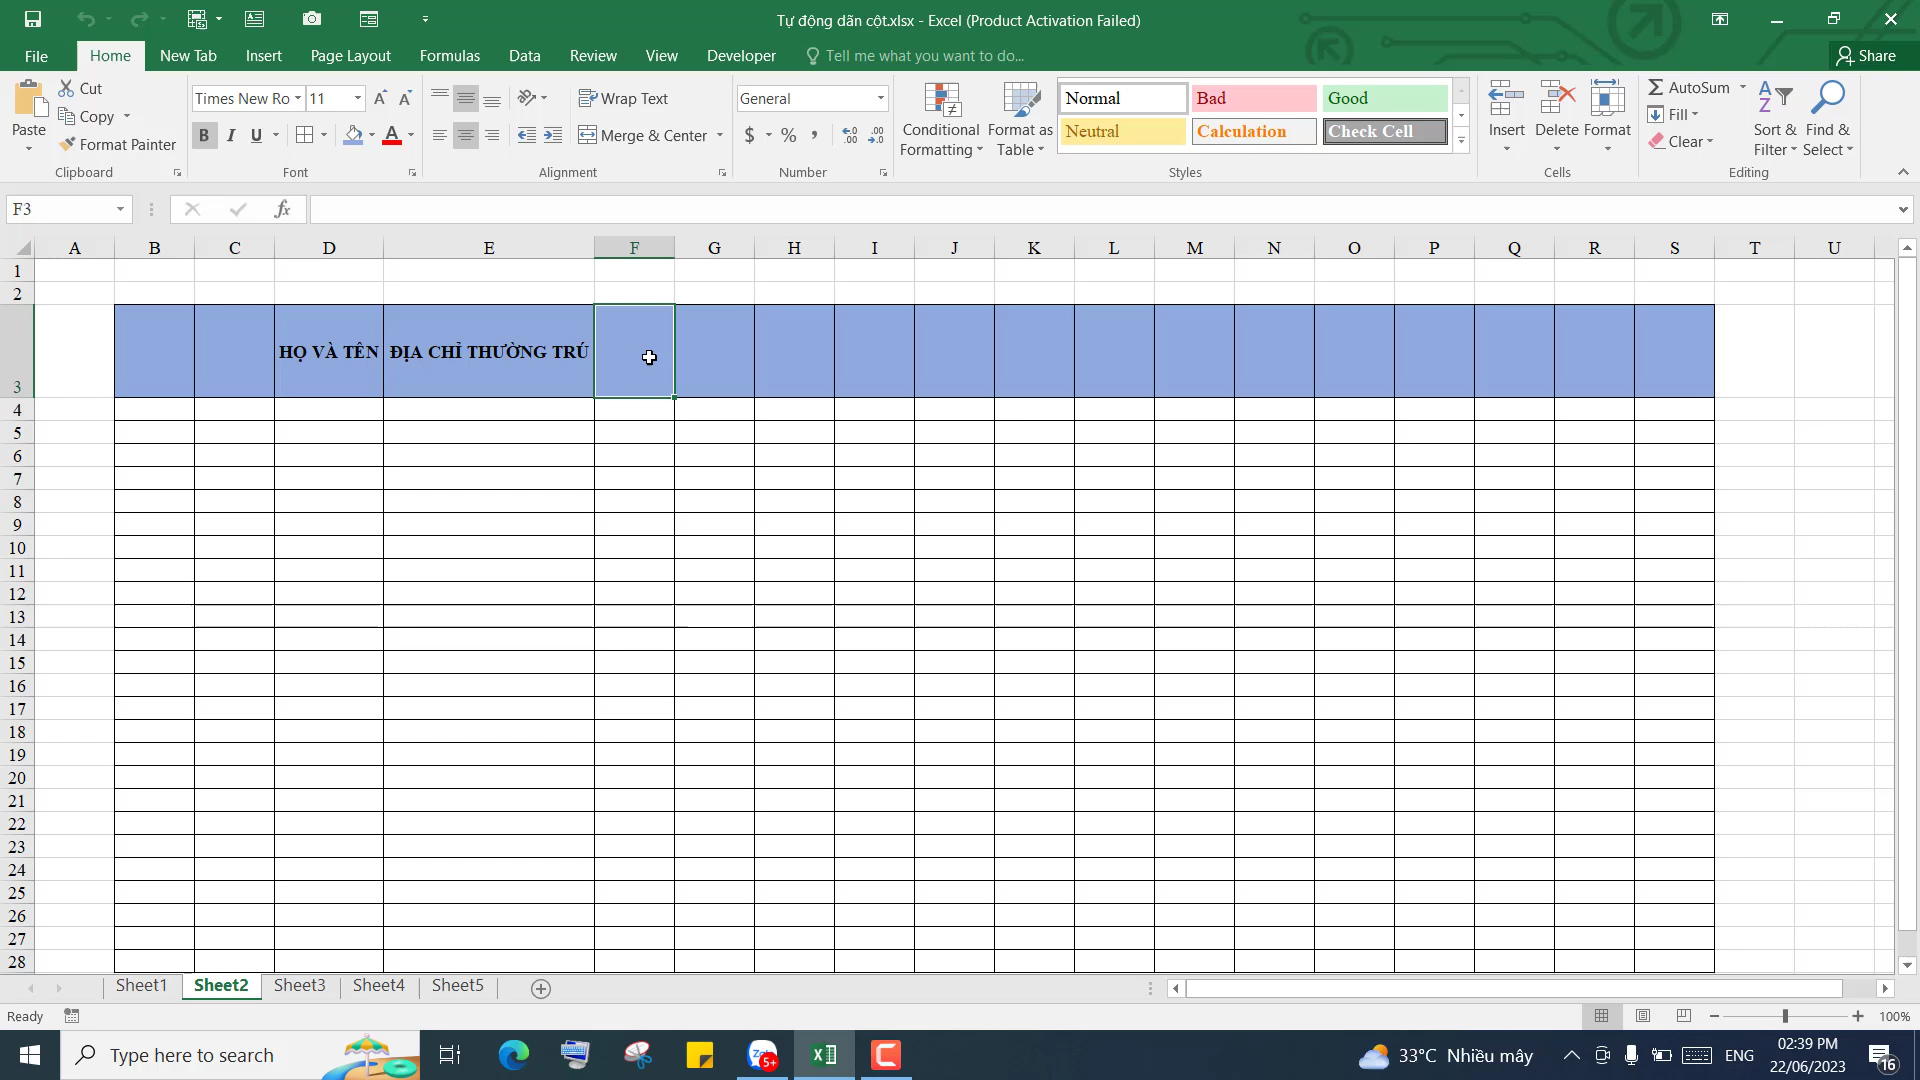 Tự động dãn cột.xlsx - Excel (Product Activation Failed)
File Home New Tab Insert Page Layout Formulas Data Review View Developer Tell me what you want to do... Share
Paste Cut Copy Format Painter Clipboard
Times New Ro 11 B I U A Font
Wrap Text Merge & Center Alignment
General $ % , Number
Conditional Formatting Format as Table
Normal Bad Good
Neutral Calculation Check Cell
Styles
Insert Delete Format Cells
AutoSum Fill Clear Sort & Filter Find & Select Editing
F3 fx
A B C D E F G H I J K L M N O P Q R S T U
1
2
3 HỌ VÀ TÊN ĐỊA CHỈ THƯỜNG TRÚ
4
5
6
7
8
9
10
11
12
13
14
15
16
17
18
19
20
21
22
23
24
25
26
27
28
Sheet1 Sheet2 Sheet3 Sheet4 Sheet5
Ready 100%
Type here to search 5+ 33°C Nhiều mây ENG 02:39 PM
22/06/2023 16